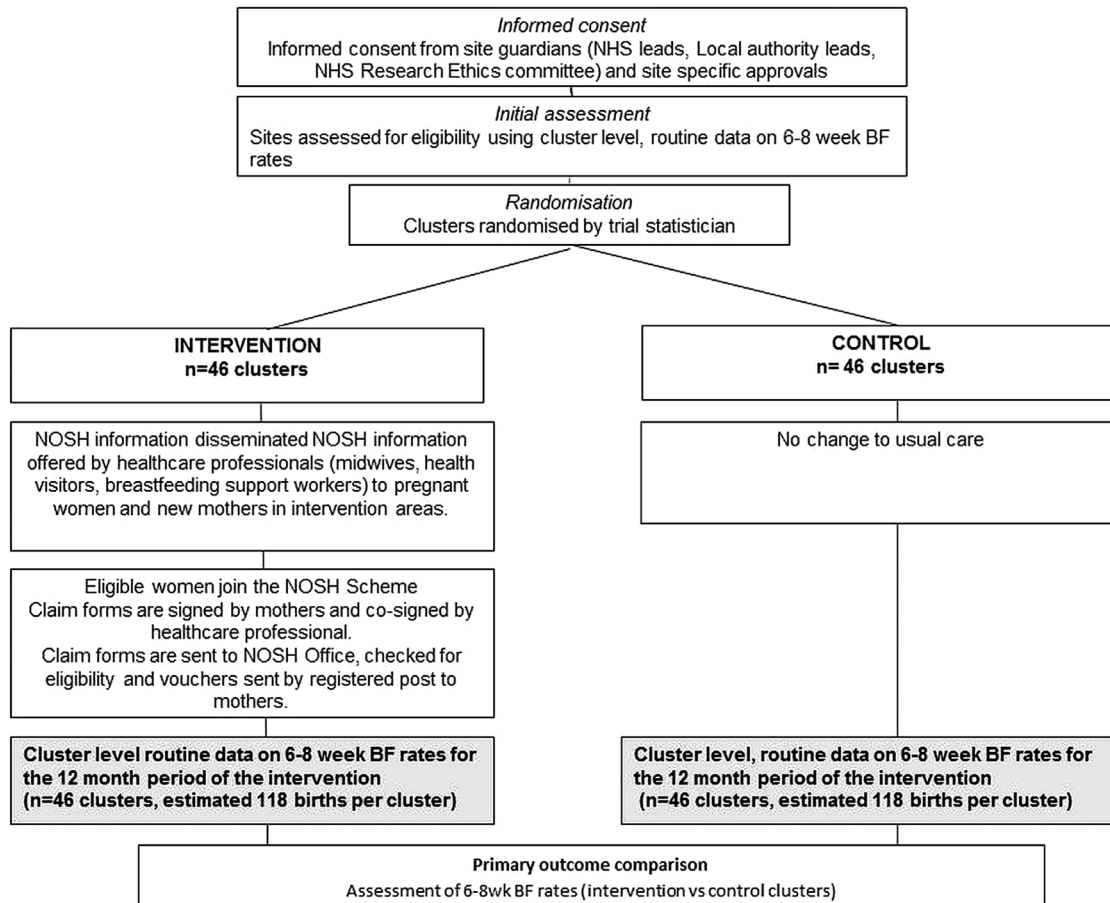 Informed consent
Informed consent from site guardians (NHS leads, Local authority leads,
NHS Research Ethics committee) and site specific approvals
Initial assessment
Sites assessed for eligibility using cluster level, routine data on 6-8 week BF
rates
Randomisation
Clusters randomised by trial statistician
INTERVENTION
n=46 clusters
CONTROL
n= 46 clusters
NOSH information disseminated NOSH information
offered by healthcare professionals (midwives, health
visitors, breastfeeding support workers) to pregnant
women and new mothers in intervention areas.
No change to usual care
Eligible women join the NOSH Scheme
Claim forms are signed by mothers and co-signed by
healthcare professional.
Claim forms are sent to NOSH Office, checked for
eligibility and vouchers sent by registered post to
mothers.
Cluster level routine data on 6-8 week BF rates for
the 12 month period of the intervention
(n=46 clusters, estimated 118 births per cluster)
Cluster level, routine data on 6-8 week BF rates for
the 12 month period of the intervention
(n=46 clusters, estimated 118 births per cluster)
Primary outcome comparison
Assessment of 6-8wk BF rates (intervention vs control clusters)